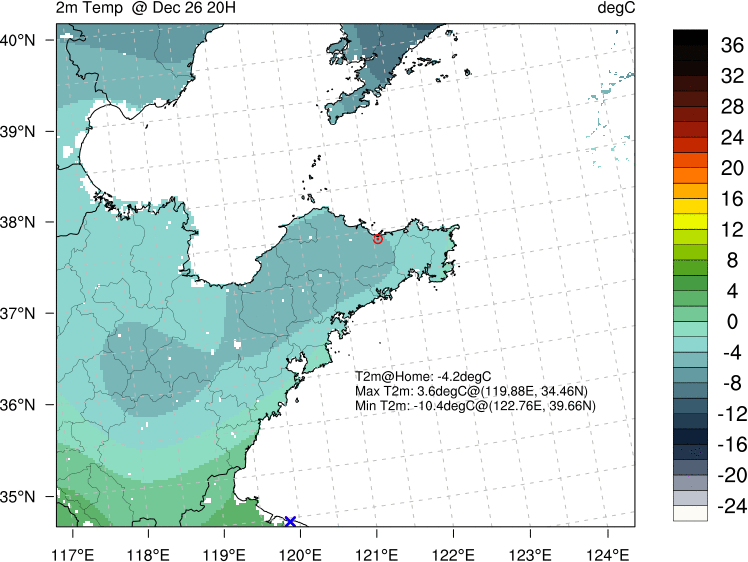 2m Temp @ Dec 26 20H
degC
40°N
39°N
38°N
37°N
36°N
35°N
T2m@Home: -4.2degC
Max T2m: 3.6degC@(119.88E, 34.46N)
Min T2m: -10.4degC@(122.76E, 39.66N)
117°E
118°E
119°E
120°E
121°E
122°E
123°E
124°E
36
32
28
24
20
16
12
8
4
0
-4
-8
-12
-16
-20
-24